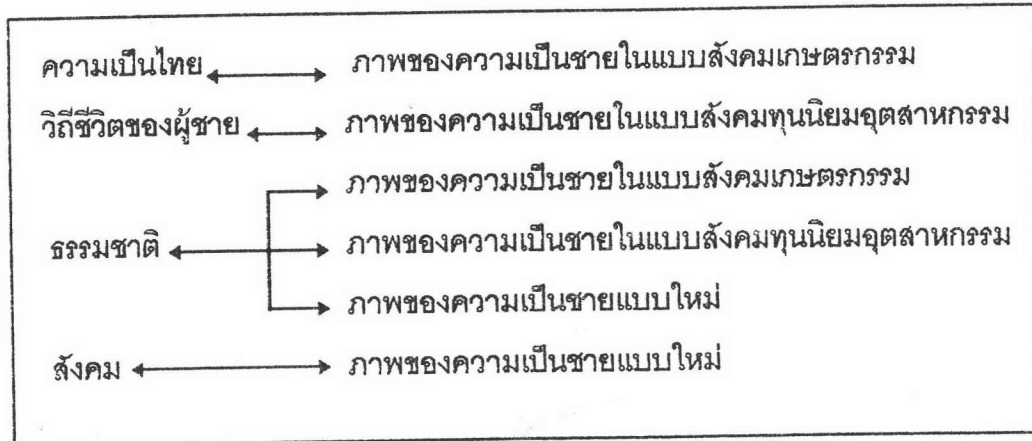 ความเป็นไทย ภาพของความเป็นชายในแบบสังคมเกษตรกรรม
วิถีชีวิตของผู้ชาย ภาพของความเป็นชายในแบบสังคมทุนนิยมอุตสาหกรรม
ภาพของความเป็นชายในแบบสังคมเกษตรกรรม
ธรรมชาติ ภาพของความเป็นชายในแบบสังคมทุนนิยมอุตสาหกรรม
ภาพของความเป็นชายแบบใหม่
สังคม ภาพของความเป็นชายแบบใหม่